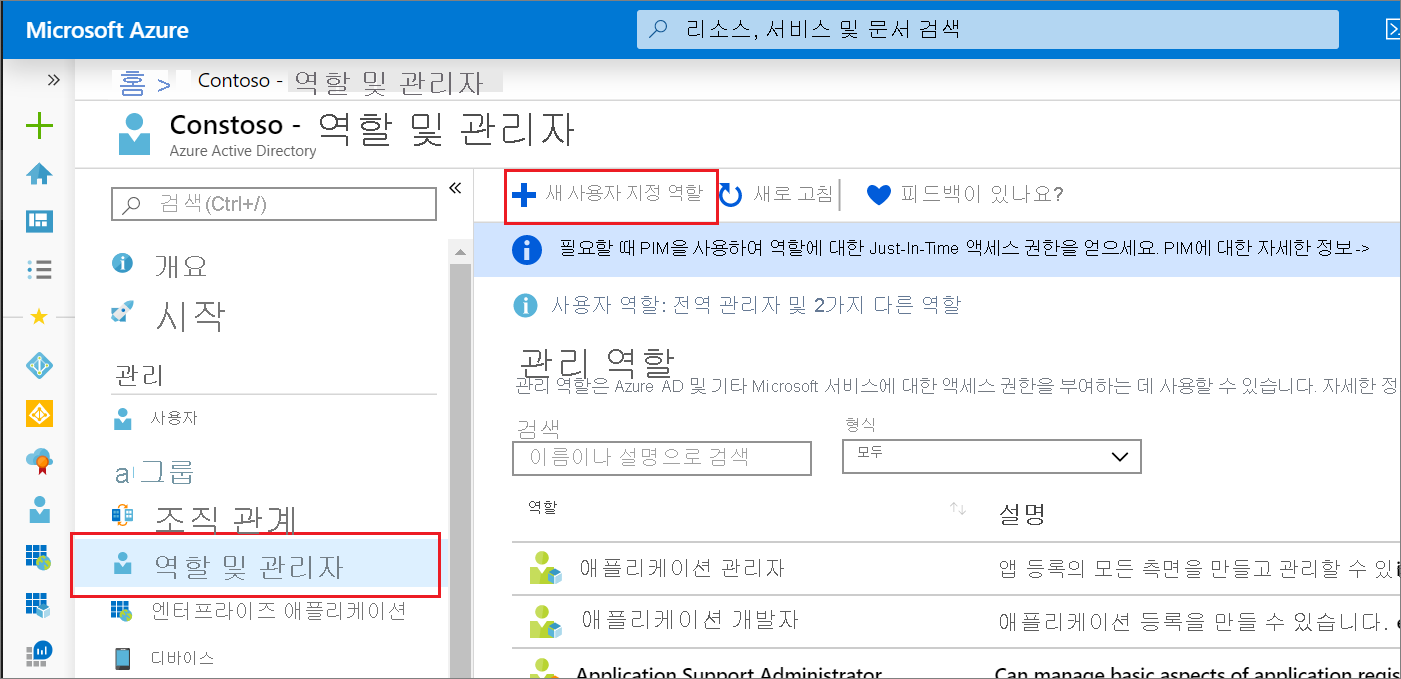 Microsoft Azure
리소스, 서비스 및 문서 검색
홈 > Contoso - 역할 및 관리자
Constoso - 역할 및 관리자
Azure Active Directory
검색(Ctrl+/)
개요
시작
관리
사용자
a 그룹
조직 관계
역할 및 관리자
엔터프라이즈 애플리케이션
디바이스
새 사용자 지정 역할 새로 고침 피드백이 있나요?
필요할 때 PIM을 사용하여 역할에 대한 Just-In-Time 액세스 권한을 얻으세요. PIM에 대한 자세한 정보 ->
사용자 역할: 전역 관리자 및 2가지 다른 역할
관리 역할
관리 역할은 Azure AD 및 기타 Microsoft 서비스에 대한 액세스 권한을 부여하는 데 사용할 수 있습니다. 자세한 정
검색 형식
이름이나 설명으로 검색 모두
역할 설명
애플리케이션 관리자 앱 등록의 모든 측면을 만들고 관리할 수 있
애플리케이션 개발자 애플리케이션 등록을 만들 수 있습니다.
Application Support Administrator Can manage basic aspects of application regis